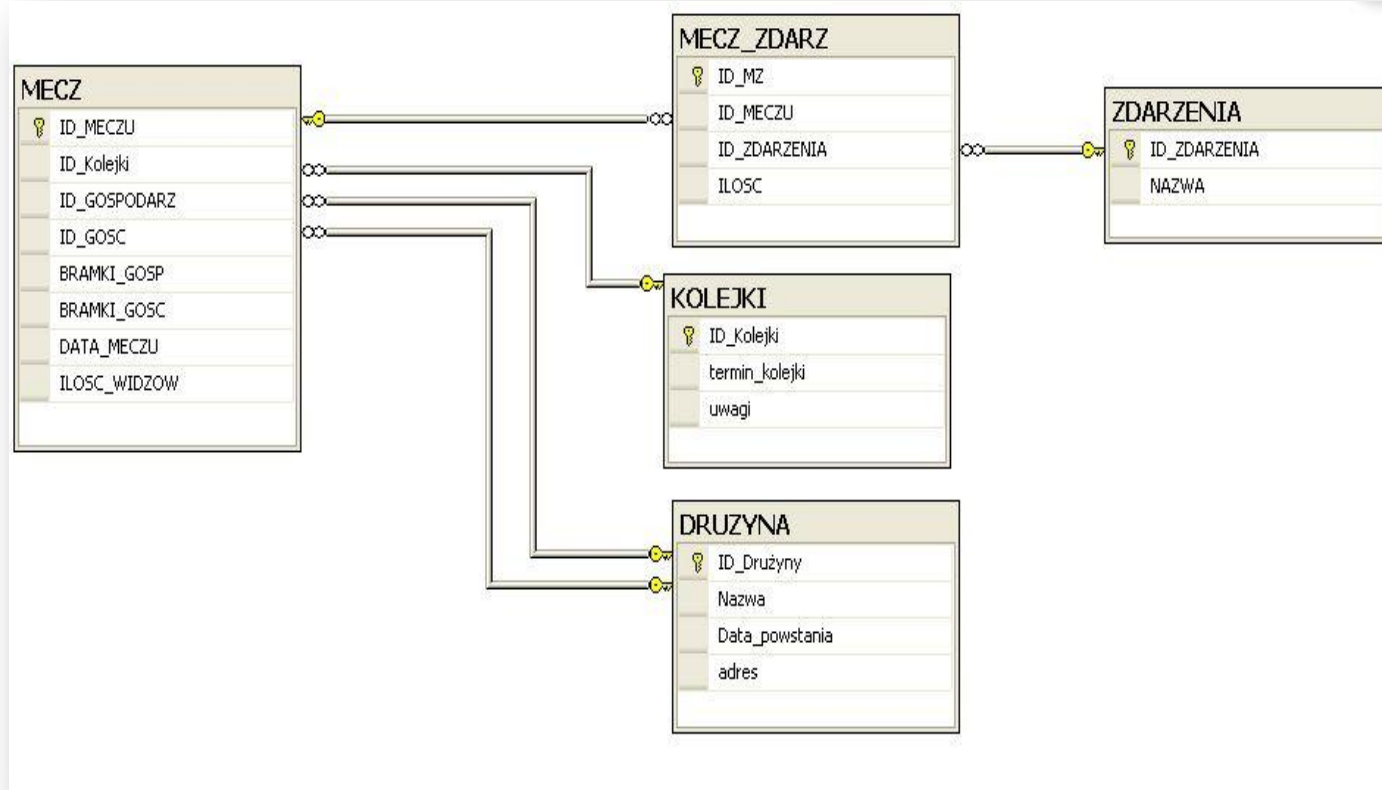 MECZ
ID_MECZU
ID_Kolejki
ID_GOSPODARZ
ID_GOSC
BRAMKI_GOSP
BRAMKI_GOSC
DATA_MECZU
ILOSC_WIDZOW
MECZ_ZDARZ
ID_MZ
ID_MECZU
ID_ZDARZENIA
ILOSC
ZDARZENIA
ID_ZDARZENIA
NAZWA
KOLEJKI
ID_Kolejki
termin_kolejki
uwagi
DRUZYNA
ID_Drużyny
Nazwa
Data_powstania
adres